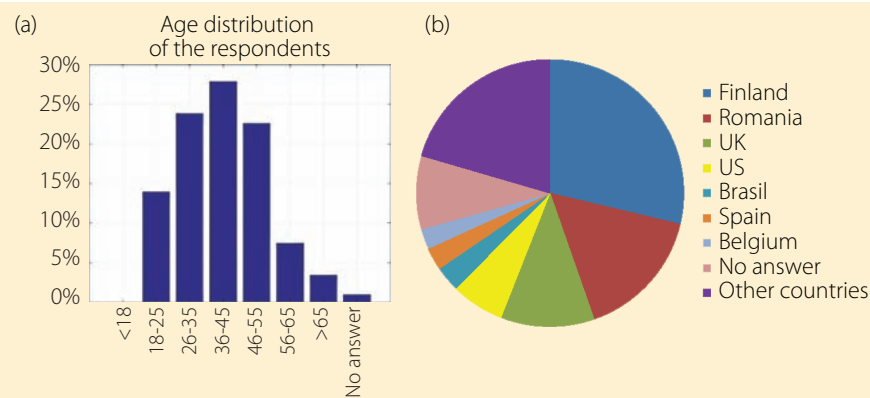 (a)
Age distribution
of the respondents
30%
25%
20%
15%
10%
5%
0%
<18
18-25
26-35
36-45
46-55
56-65
>65
No answer
(b)
Finland
Romania
UK
US
Brasil
Spain
Belgium
No answer
Other countries